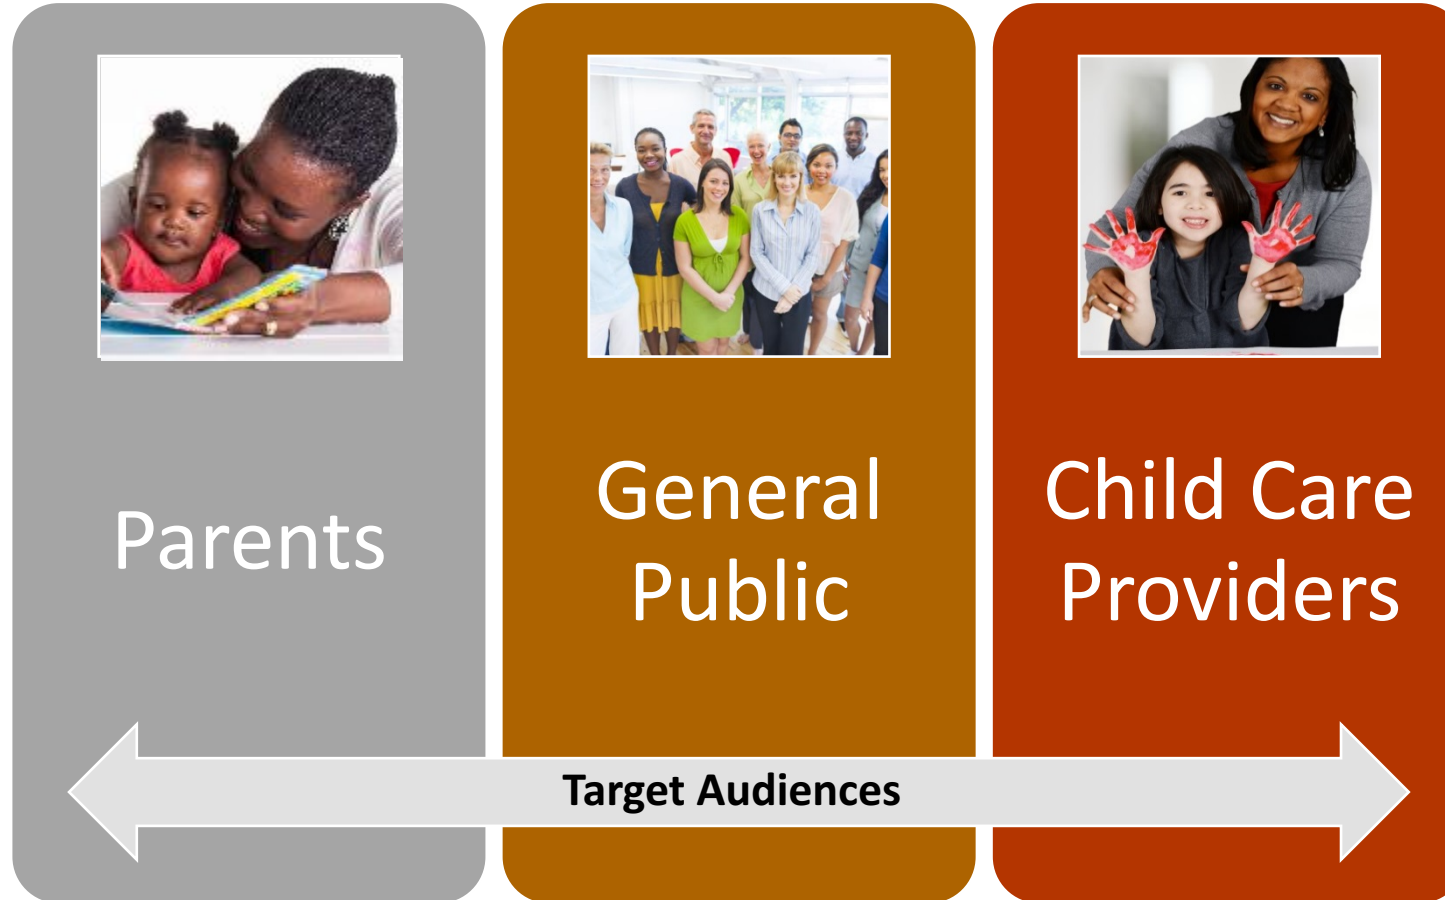 Parents
General
Public
Child Care
Providers
Target Audiences